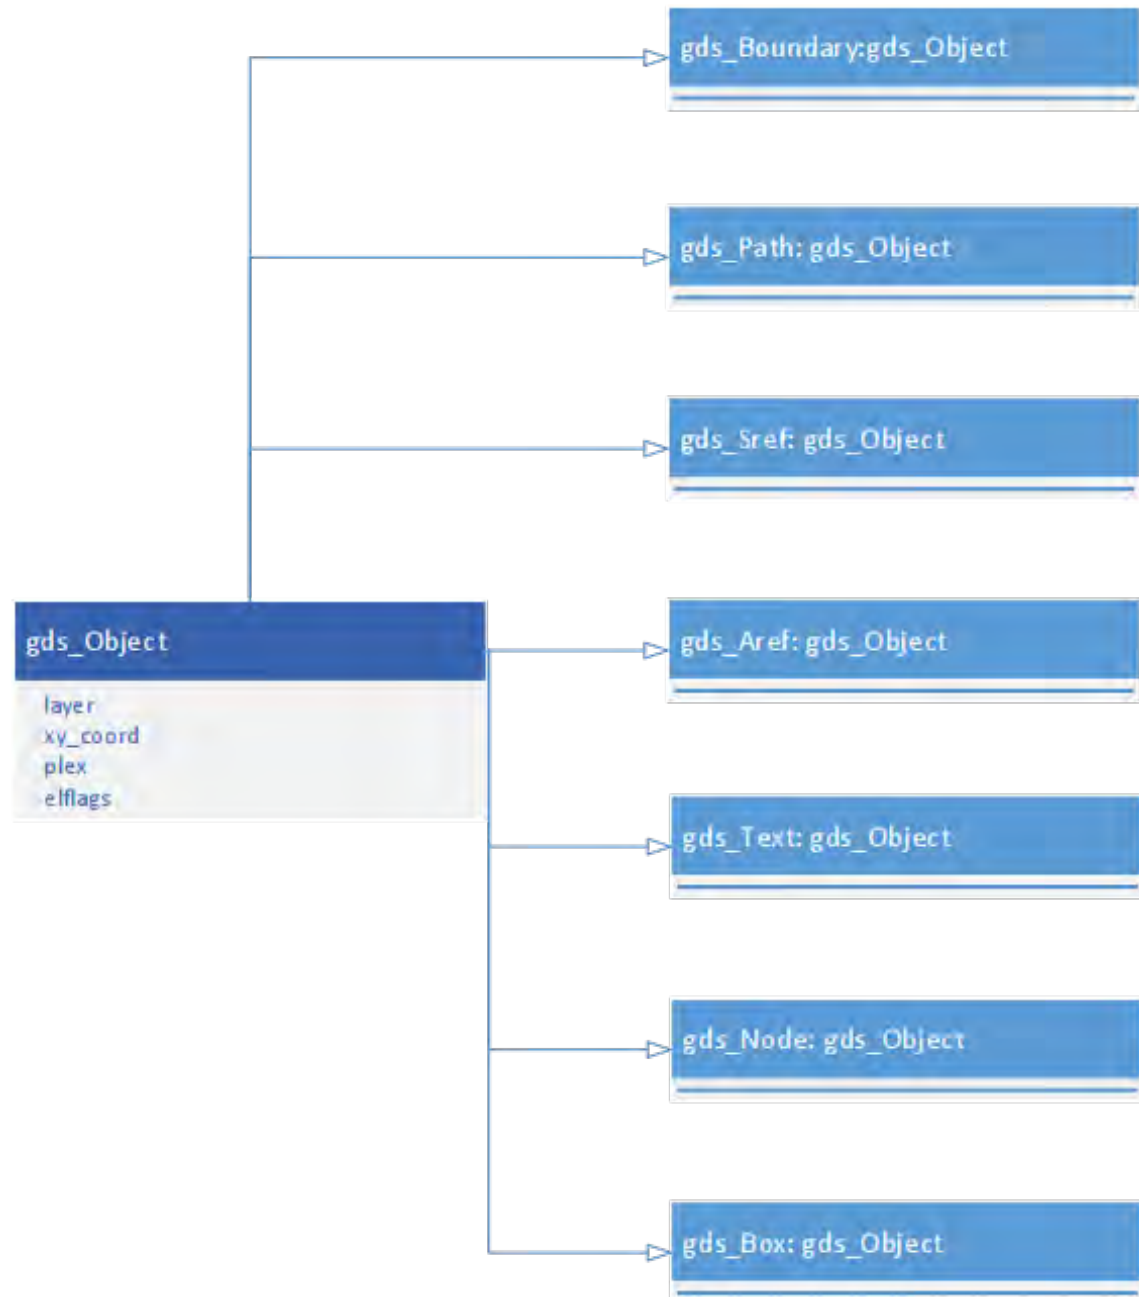 gds_Boundary:gds_Object
gds_Path: gds_Object
gds_Sref: gds_Object
gds_Object
layer
xy_coord
plex
elflags
gds_Aref: gds_Object
gds_Text: gds_Object
gds_Node: gds_Object
gds_Box: gds_Object